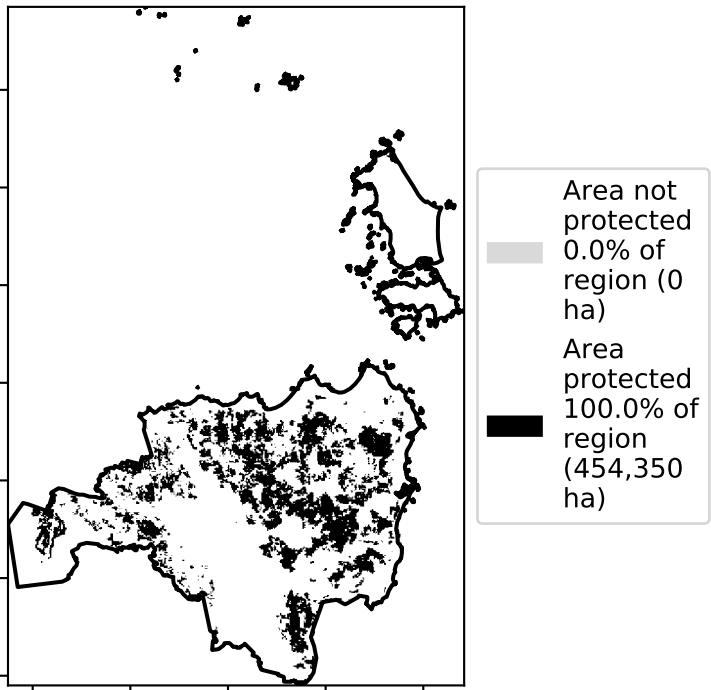 Area not
protected
0.0% of
region (0
ha)
Area
protected
100.0% of
region
(454,350
ha)